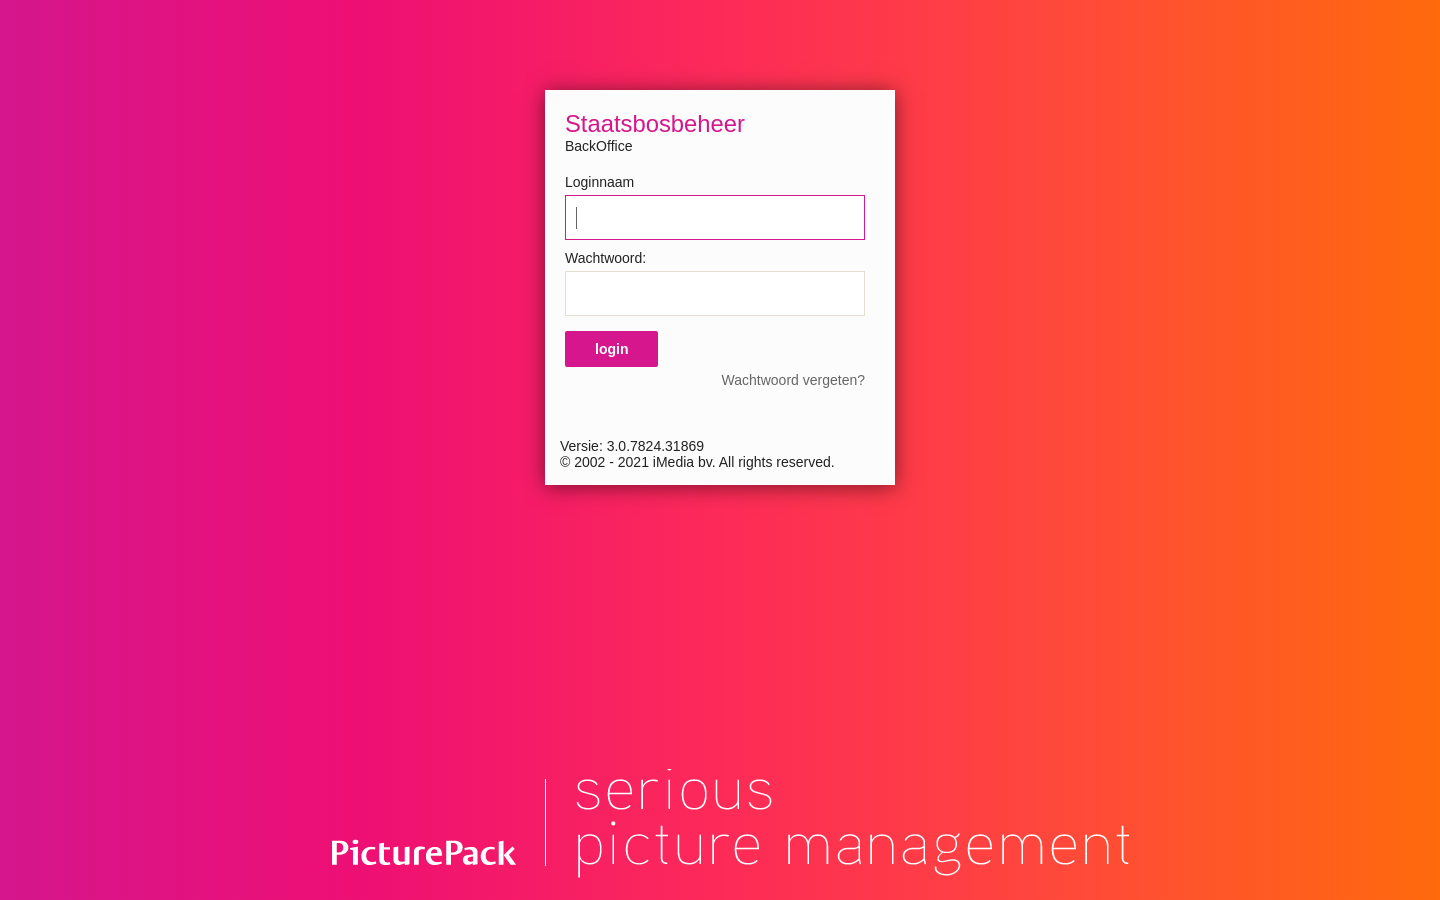 Staatsbosbeheer
BackOffice
Loginnaam
Wachtwoord:
login
Wachtwoord vergeten?
Versie: 3.0.7824.31869
© 2002 - 2021 iMedia bv. All rights reserved.
PicturePack
serious
picture management